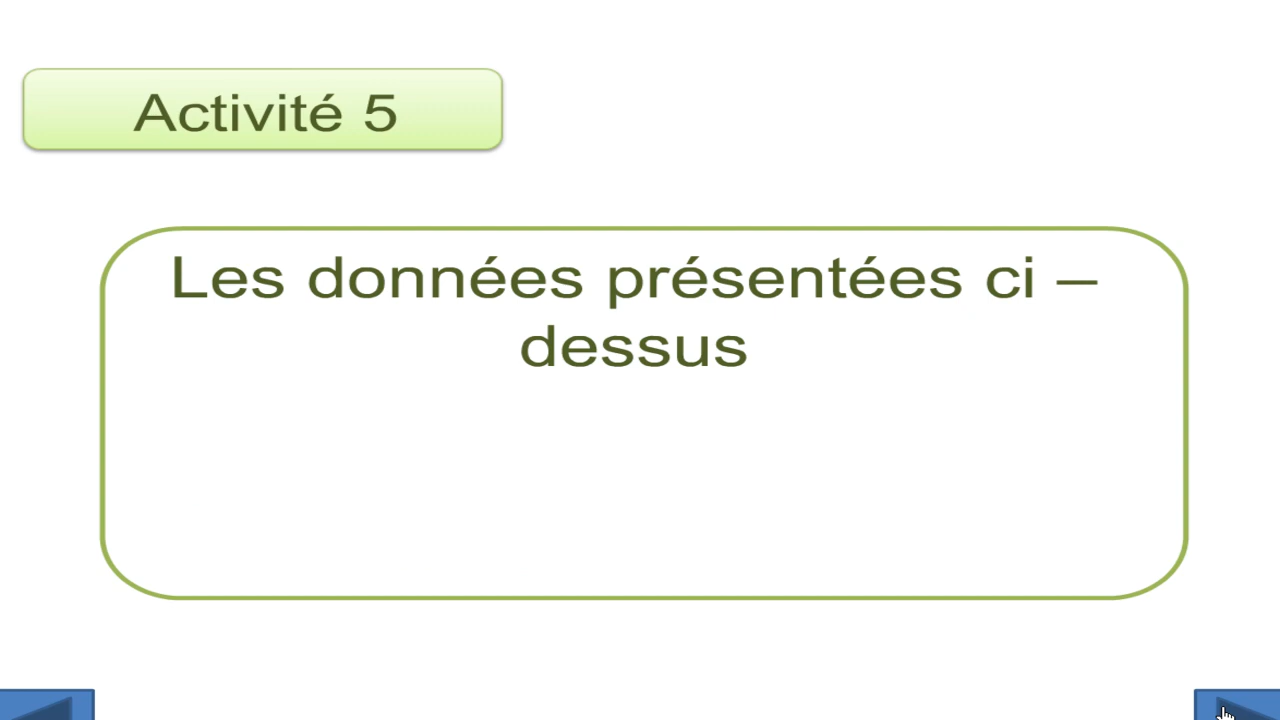 Activité 5
Les données présentées ci –
dessus